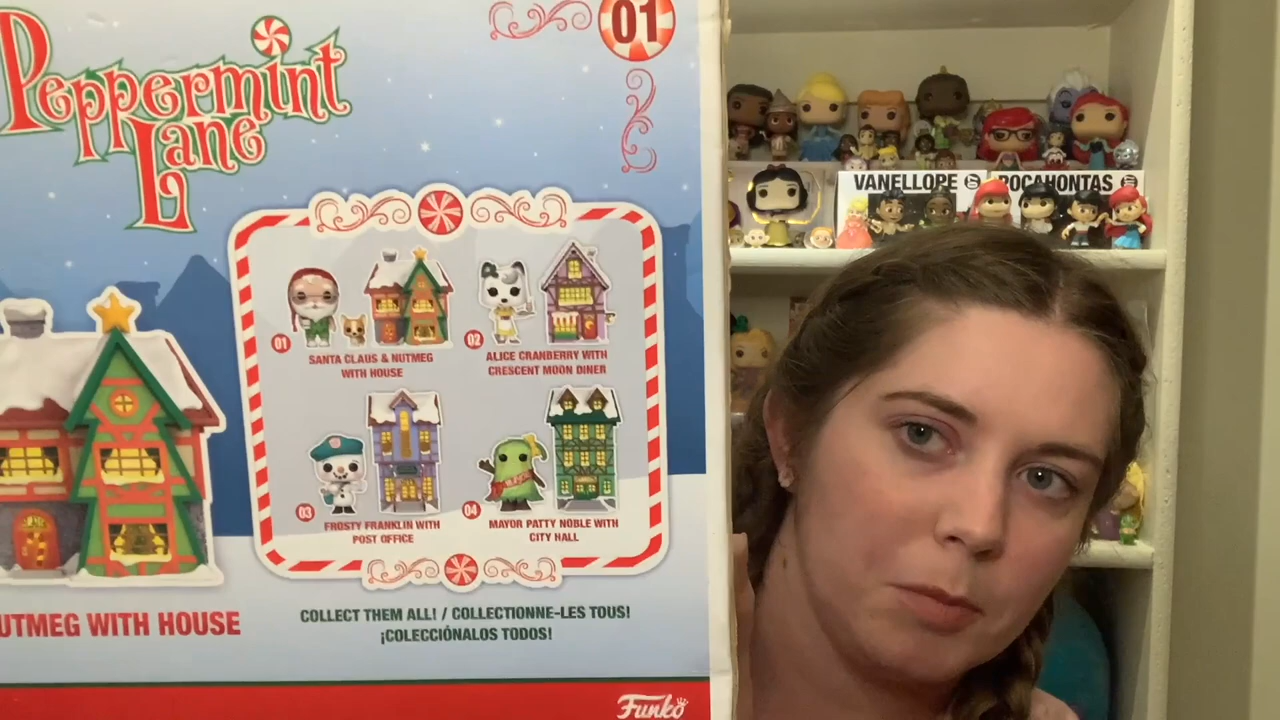 Peppermint
Lane
01
VANELLOPE
POCAHONTAS
01
SANTA CLAUS & NUTMEG
WITH HOUSE
02
ALICE CRANBERRY WITH
CRESCENT MOON DINER
03
FROSTY FRANKLIN WITH
POST OFFICE
04
MAYOR PATTY NOBLE WITH
CITY HALL
UTMEG WITH HOUSE
COLLECT THEM ALL! / COLLECTIONNE-LES TOUS!
¡COLECCIÓNALOS TODOS!
Funko